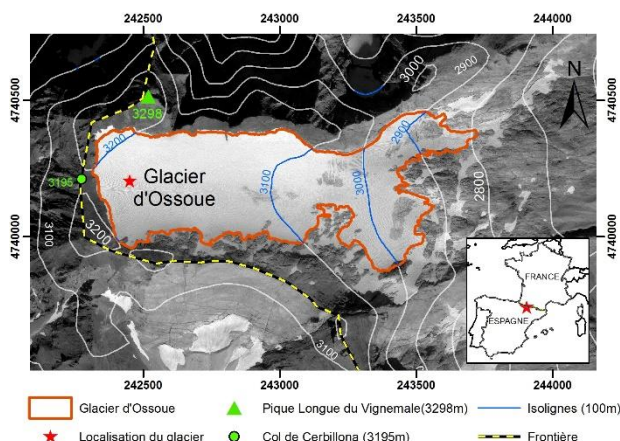 242500 243000 243500 244000
4740500 4740500
3000
2900
N
3298
3200
2900
3195
Glacier
d'Ossoue
3100
3000
2800
3200
3100
4740000 4740000
FRANCE
ESPAGNE
3100
242500 243000 243500 244000
Glacier d'Ossoue Pique Longue du Vignemale(3298m) Isolignes (100m)
Localisation du glacier Col de Cerbillona (3195m) Frontière